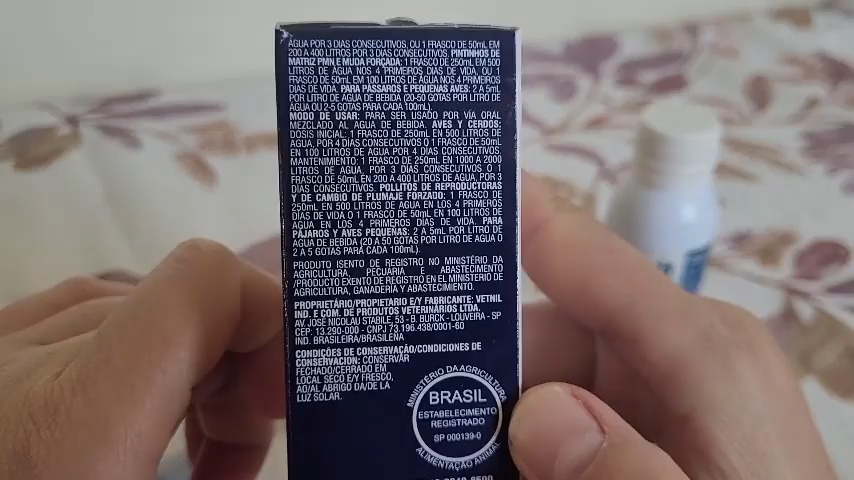 ÁGUA POR 3 DIAS CONSECUTIVOS, OU 1 FRASCO DE 50mL EM
200 A 400 LITROS POR 3 DIAS CONSECUTIVOS. PINTINHOS DE
MATRIZ PMN E MUDA FORÇADA: 1 FRASCO DE 250mL EM 500
LITROS DE ÁGUA NOS 4 PRIMEIROS DIAS DE VIDA, OU 1
FRASCO DE 50mL EM 100 LITROS DE ÁGUA NOS 4 PRIMEIROS
DIAS DE VIDA. PARA PÁSSAROS E PEQUENAS AVES: 2 A 5mL
POR LITRO DE ÁGUA DE BEBIDA (20-50 GOTAS POR LITRO DE
ÁGUA OU 2-5 GOTAS PARA CADA 100mL).
MODO DE USAR: PARA SER USADO POR VÍA ORAL
MEZCLADO AL AGUA DE BEBIDA. AVES Y CERDOS:
DOSIS INICIAL: 1 FRASCO DE 250mL EN 500 LITROS DE
AGUA, POR 4 DÍAS CONSECUTIVOS O 1 FRASCO DE 50mL
EN 100 LITROS DE AGUA POR 4 DÍAS CONSECUTIVOS.
MANTENIMIENTO: 1 FRASCO DE 250mL EN 1000 A 2000
LITROS DE AGUA, POR 3 DÍAS CONSECUTIVOS O 1
FRASCO DE 50mL EN 200 A 400 LITROS DE AGUA, POR 3
DÍAS CONSECUTIVOS. POLLITOS DE REPRODUCTORAS
Y DE CAMBIO DE PLUMAJE FORZADO: 1 FRASCO DE
250mL EN 500 LITROS DE AGUA EN LOS 4 PRIMEROS
DÍAS DE VIDA O 1 FRASCO DE 50mL EN 100 LITROS DE
AGUA EN LOS 4 PRIMEROS DÍAS DE VIDA. PARA
PÁJAROS Y AVES PEQUEÑAS: 2 A 5mL POR LITRO DE
AGUA DE BEBIDA (20 A 50 GOTAS POR LITRO DE AGUA O
2 A 5 GOTAS PARA CADA 100mL).
PRODUTO ISENTO DE REGISTRO NO MINISTÉRIO DA
AGRICULTURA, PECUÁRIA E ABASTECIMENTO
/PRODUCTO EXENTO DE REGISTRO EN EL MINISTERIO DE
AGRICULTURA, GANADERÍA Y ABASTECIMIENTO.
PROPRIETÁRIO/PROPIETARIO E/Y FABRICANTE: VETNIL
IND. E COM. DE PRODUTOS VETERINÁRIOS LTDA.
AV. JOSÉ NICOLAU STABILE, 53 - B. BURCK - LOUVEIRA - SP
CEP: 13.290-000 - CNPJ 73.196.438/0001-60
IND. BRASILEIRA/BRASILEÑA
CONDIÇÕES DE CONSERVAÇÃO/CONDICIONES DE
CONSERVACION: CONSERVAR
FECHADO/CERRADO EM
LOCAL SECO E/Y FRESCO,
AO/AL ABRIGO DA/DE LA
LUZ SOLAR.
MINISTÉRIO DA AGRICULTURA
BRASIL
ESTABELECIMENTO
REGISTRADO
SP 000139-0
ALIMENTAÇÃO ANIMAL